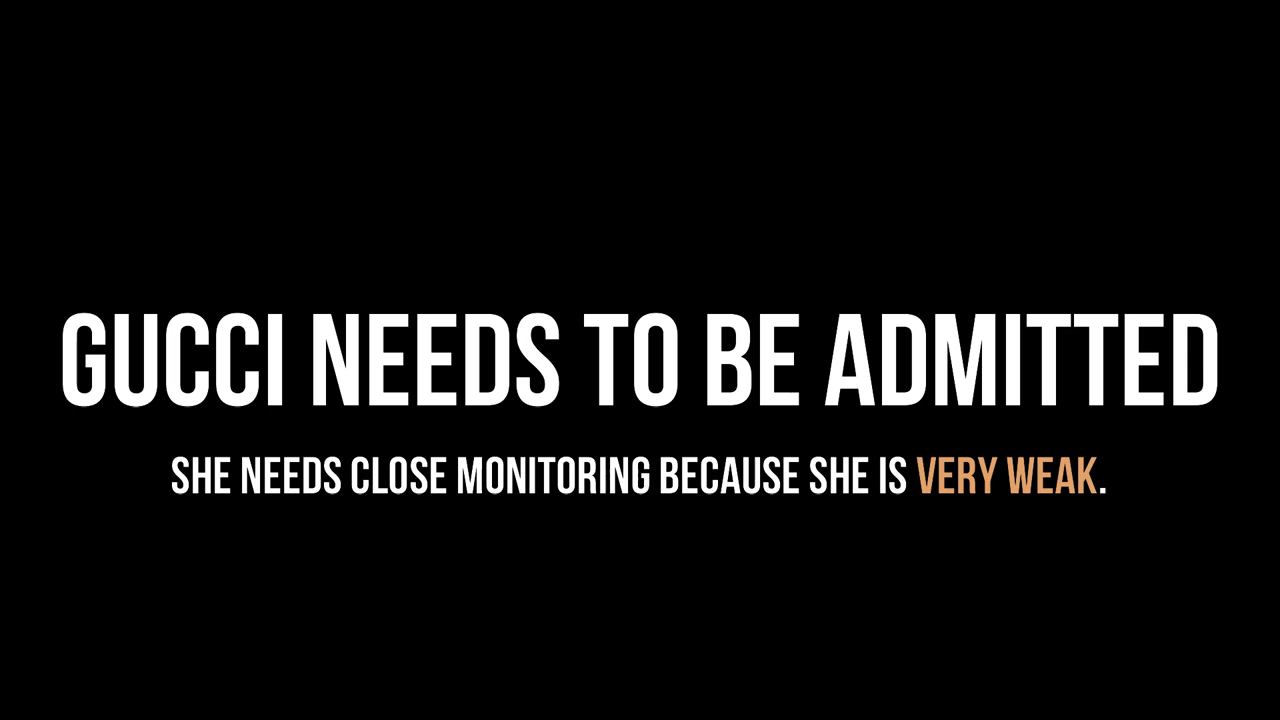 GUCCI NEEDS TO BE ADMITTED
SHE NEEDS CLOSE MONITORING BECAUSE SHE IS VERY WEAK.